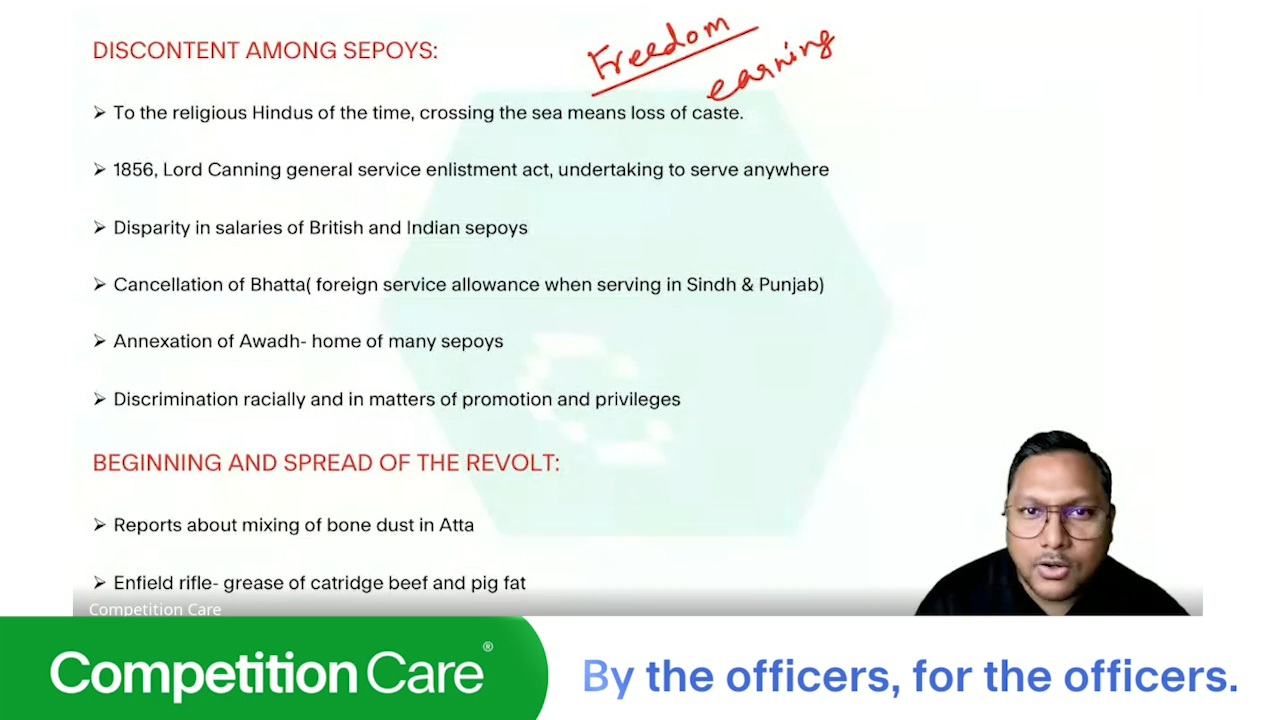 DISCONTENT AMONG SEPOYS:
Freedom
earning
➢ To the religious Hindus of the time, crossing the sea means loss of caste.
➢ 1856, Lord Canning general service enlistment act, undertaking to serve anywhere
➢ Disparity in salaries of British and Indian sepoys
➢ Cancellation of Bhatta( foreign service allowance when serving in Sindh & Punjab)
➢ Annexation of Awadh- home of many sepoys
➢ Discrimination racially and in matters of promotion and privileges
BEGINNING AND SPREAD OF THE REVOLT:
➢ Reports about mixing of bone dust in Atta
➢ Enfield rifle- grease of catridge beef and pig fat
Competition Care
Competition Care®
By the officers, for the officers.